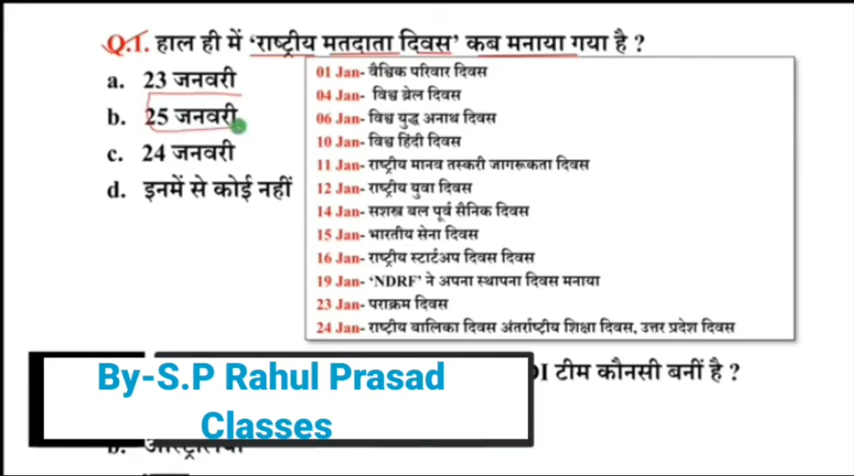 Q.1. हाल ही में ‘राष्ट्रीय मतदाता दिवस’ कब मनाया गया है ?
a. 23 जनवरी
b. 25 जनवरी
c. 24 जनवरी
d. इनमें से कोई नहीं
01 Jan- वैश्विक परिवार दिवस
04 Jan- विश्व ब्रेल दिवस
06 Jan- विश्व युद्ध अनाथ दिवस
10 Jan- विश्व हिंदी दिवस
11 Jan- राष्ट्रीय मानव तस्करी जागरूकता दिवस
12 Jan- राष्ट्रीय युवा दिवस
14 Jan- सशस्त्र बल पूर्व सैनिक दिवस
15 Jan- भारतीय सेना दिवस
16 Jan- राष्ट्रीय स्टार्टअप दिवस दिवस
19 Jan- ‘NDRF’ ने अपना स्थापना दिवस मनाया
23 Jan- पराक्रम दिवस
24 Jan- राष्ट्रीय बालिका दिवस अंतर्राष्ट्रीय शिक्षा दिवस, उत्तर प्रदेश दिवस
टीम कौनसी बनीं है ?
By-S.P Rahul Prasad
Classes